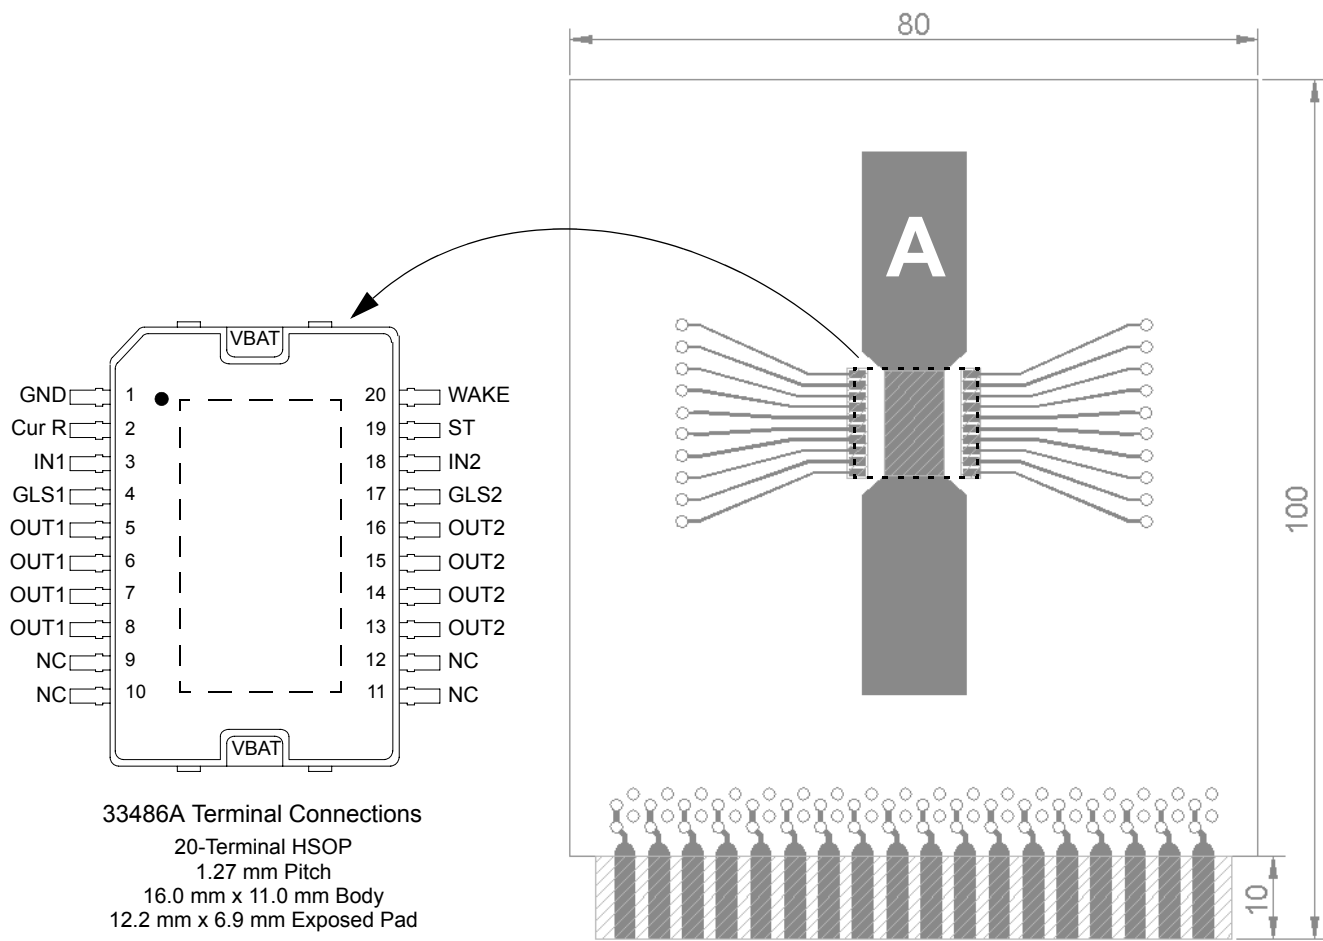 80
A
100
10
VBAT
GND 1 20 WAKE
Cur R 2 19 ST
IN1 3 18 IN2
GLS1 4 17 GLS2
OUT1 5 16 OUT2
OUT1 6 15 OUT2
OUT1 7 14 OUT2
OUT1 8 13 OUT2
NC 9 12 NC
NC 10 11 NC
VBAT
33486A Terminal Connections
20-Terminal HSOP
1.27 mm Pitch
16.0 mm x 11.0 mm Body
12.2 mm x 6.9 mm Exposed Pad